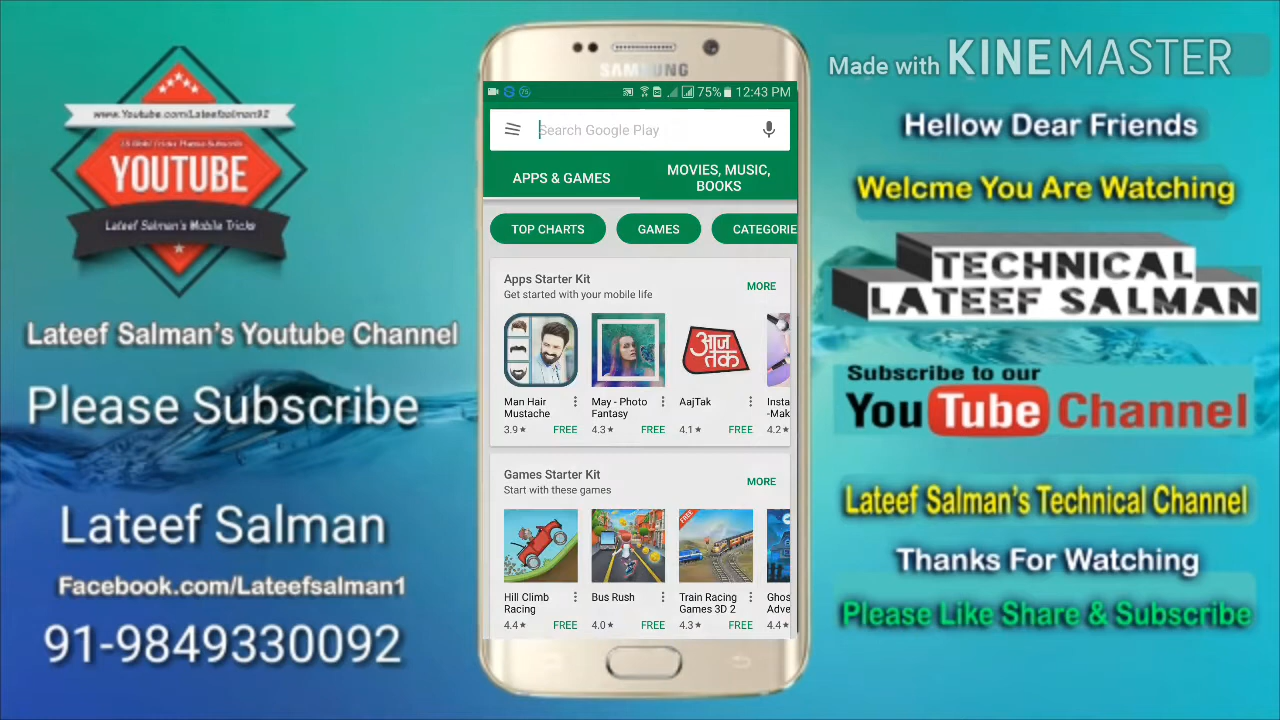 www.Youtube.com/Lateefsalman92
YOUTUBE
Lateef Salman's Mobile Tricks
Lateef Salman's Youtube Channel
Please Subscribe
Lateef Salman
Facebook.com/Lateefsalman1
91-9849330092
SAMSUNG
75% 12:43 PM
Search Google Play
APPS & GAMES
MOVIES, MUSIC,
BOOKS
TOP CHARTS
GAMES
CATEGORIE
Apps Starter Kit
MORE
Get started with your mobile life
आज
तक
Man Hair
Mustache
May - Photo
Fantasy
AajTak
Insta
-Mak
3.9★ FREE
4.3★ FREE
4.1★ FREE
4.2★
Games Starter Kit
MORE
Start with these games
FREE
Hill Climb
Racing
Bus Rush
Train Racing
Games 3D 2
Ghos
Adve
4.4★ FREE
4.0★ FREE
4.3★ FREE
4.4★
Made with KINEMASTER
Hellow Dear Friends
Welcme You Are Watching
TECHNICAL
LATEEF SALMAN
Subscribe to our
YouTube Channel
Lateef Salman's Technical Channel
Thanks For Watching
Please Like Share & Subscribe